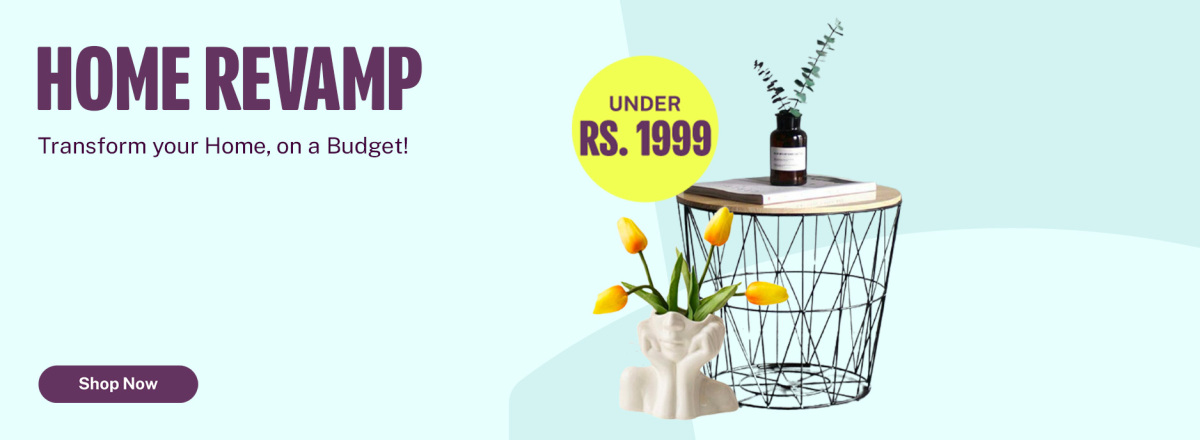 HOME REVAMP
Transform your Home, on a Budget!
UNDER
RS. 1999
Shop Now